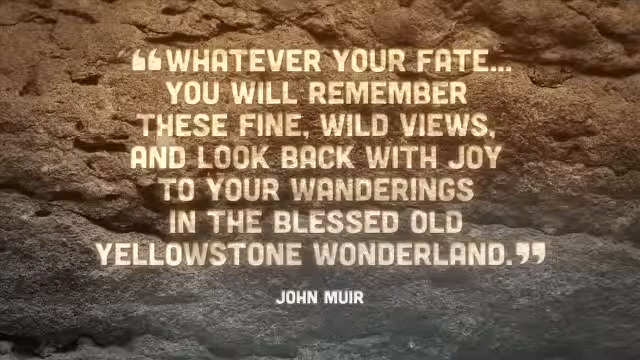 “WHATEVER YOUR FATE...
YOU WILL REMEMBER
THESE FINE, WILD VIEWS,
AND LOOK BACK WITH JOY
TO YOUR WANDERINGS
IN THE BLESSED OLD
YELLOWSTONE WONDERLAND.”
JOHN MUIR